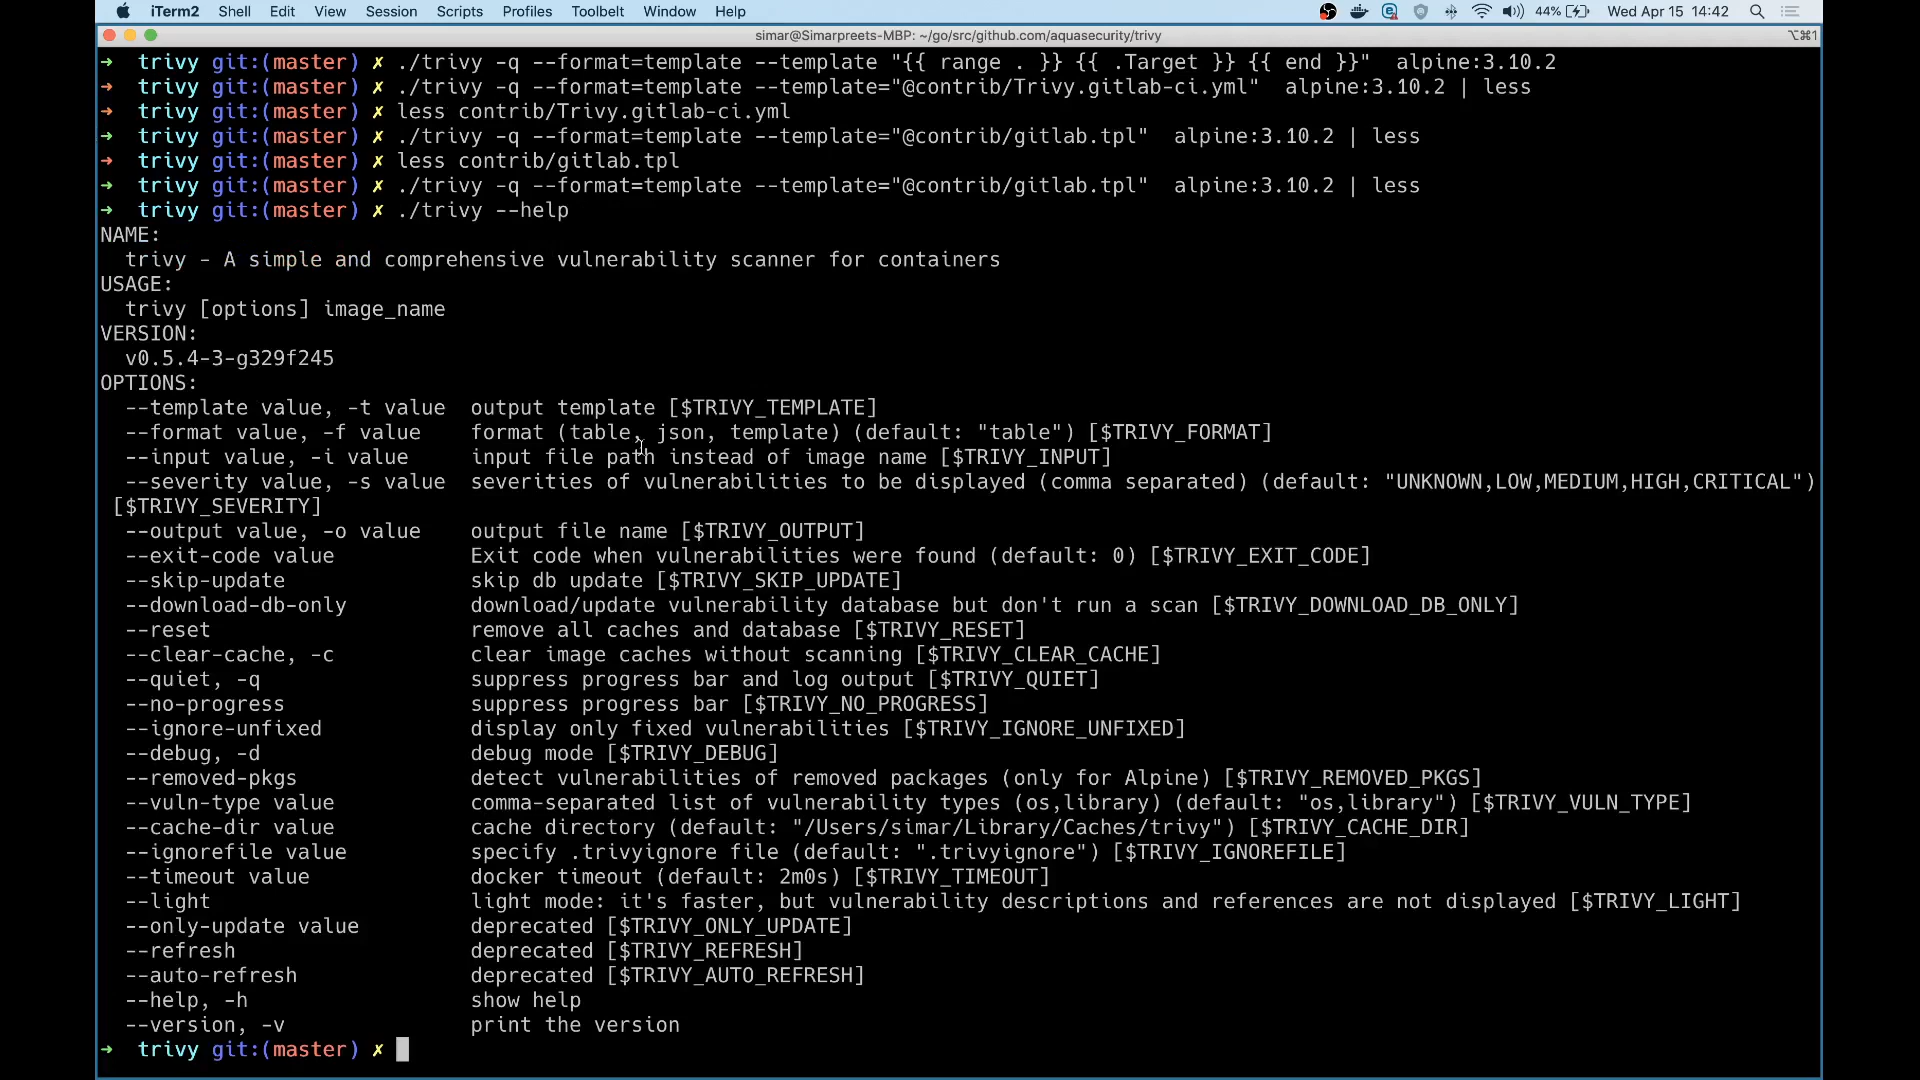 iTerm2 Shell Edit View Session Scripts Profiles Toolbelt Window Help 44% Wed Apr 15 14:42
simar@Simarpreets-MBP: ~/go/src/github.com/aquasecurity/trivy ⌥⌘1
➜ trivy git:(master) ✗ ./trivy -q --format=template --template "{{ range . }} {{ .Target }} {{ end }}" alpine:3.10.2
➜ trivy git:(master) ✗ ./trivy -q --format=template --template="@contrib/Trivy.gitlab-ci.yml" alpine:3.10.2 | less
➜ trivy git:(master) ✗ less contrib/Trivy.gitlab-ci.yml
➜ trivy git:(master) ✗ ./trivy -q --format=template --template="@contrib/gitlab.tpl" alpine:3.10.2 | less
➜ trivy git:(master) ✗ less contrib/gitlab.tpl
➜ trivy git:(master) ✗ ./trivy -q --format=template --template="@contrib/gitlab.tpl" alpine:3.10.2 | less
➜ trivy git:(master) ✗ ./trivy --help
NAME:
trivy - A simple and comprehensive vulnerability scanner for containers
USAGE:
trivy [options] image_name
VERSION:
v0.5.4-3-g329f245
OPTIONS:
--template value, -t value output template [$TRIVY_TEMPLATE]
--format value, -f value format (table, json, template) (default: "table") [$TRIVY_FORMAT]
--input value, -i value input file path instead of image name [$TRIVY_INPUT]
--severity value, -s value severities of vulnerabilities to be displayed (comma separated) (default: "UNKNOWN,LOW,MEDIUM,HIGH,CRITICAL")
[$TRIVY_SEVERITY]
--output value, -o value output file name [$TRIVY_OUTPUT]
--exit-code value Exit code when vulnerabilities were found (default: 0) [$TRIVY_EXIT_CODE]
--skip-update skip db update [$TRIVY_SKIP_UPDATE]
--download-db-only download/update vulnerability database but don't run a scan [$TRIVY_DOWNLOAD_DB_ONLY]
--reset remove all caches and database [$TRIVY_RESET]
--clear-cache, -c clear image caches without scanning [$TRIVY_CLEAR_CACHE]
--quiet, -q suppress progress bar and log output [$TRIVY_QUIET]
--no-progress suppress progress bar [$TRIVY_NO_PROGRESS]
--ignore-unfixed display only fixed vulnerabilities [$TRIVY_IGNORE_UNFIXED]
--debug, -d debug mode [$TRIVY_DEBUG]
--removed-pkgs detect vulnerabilities of removed packages (only for Alpine) [$TRIVY_REMOVED_PKGS]
--vuln-type value comma-separated list of vulnerability types (os,library) (default: "os,library") [$TRIVY_VULN_TYPE]
--cache-dir value cache directory (default: "/Users/simar/Library/Caches/trivy") [$TRIVY_CACHE_DIR]
--ignorefile value specify .trivyignore file (default: ".trivyignore") [$TRIVY_IGNOREFILE]
--timeout value docker timeout (default: 2m0s) [$TRIVY_TIMEOUT]
--light light mode: it's faster, but vulnerability descriptions and references are not displayed [$TRIVY_LIGHT]
--only-update value deprecated [$TRIVY_ONLY_UPDATE]
--refresh deprecated [$TRIVY_REFRESH]
--auto-refresh deprecated [$TRIVY_AUTO_REFRESH]
--help, -h show help
--version, -v print the version
➜ trivy git:(master) ✗